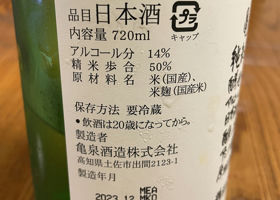 品目 日本酒
内容量 720ml
プラ
キャップ
アルコール分 14%
精米歩合 50%
原材料名 米(国産)、
米麹(国産米)
保存方法 要冷蔵
•飲酒は20歳になってから。
製造者
亀泉酒造株式会社
高知県土佐市出間2123-1
製造年月
2023.12
MEA
MKO